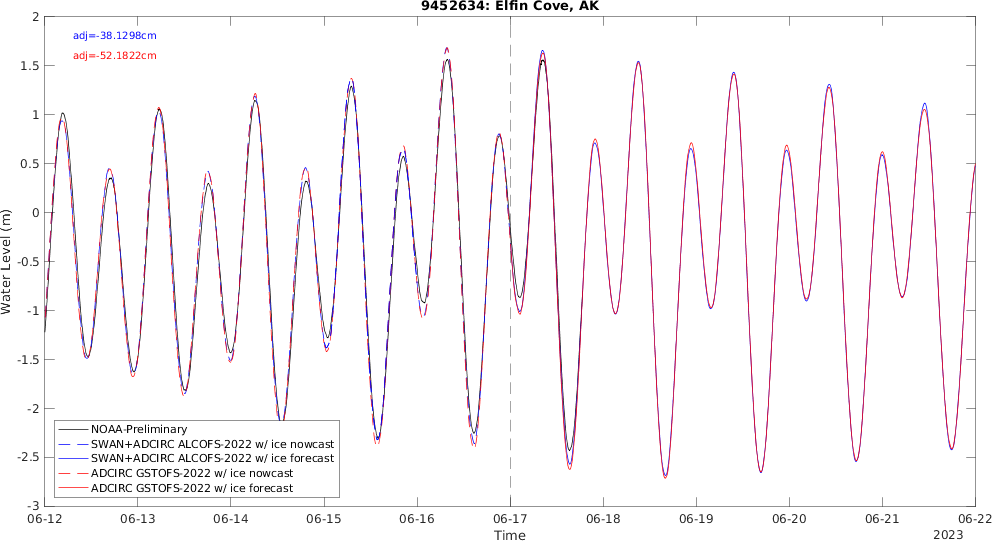 9452634: Elfin Cove, AK
adj=-38.1298cm
adj=-52.1822cm
Water Level (m)
2
1.5
1
0.5
0
-0.5
-1
-1.5
-2
-2.5
-3
NOAA-Preliminary
SWAN+ADCIRC ALCOFS-2022 w/ ice nowcast
SWAN+ADCIRC ALCOFS-2022 w/ ice forecast
ADCIRC GSTOFS-2022 w/ ice nowcast
ADCIRC GSTOFS-2022 w/ ice forecast
06-12 06-13 06-14 06-15 06-16 06-17 06-18 06-19 06-20 06-21 06-22
Time
2023